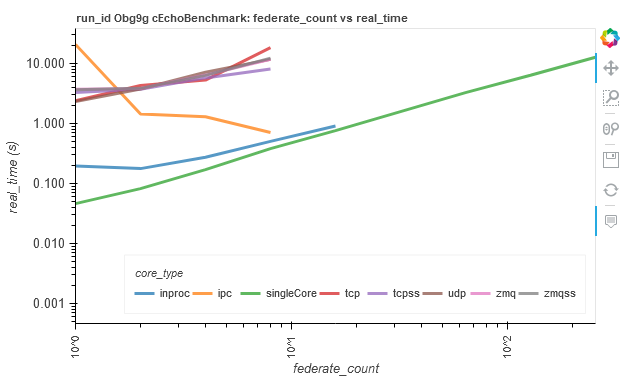 run_id Obg9g cEchoBenchmark: federate_count vs real_time
real_time (s)
10.000
1.000
0.100
0.010
0.001
core_type
inproc ipc singleCore tcp tcpss udp zmq zmqss
10^0 10^1 10^2
federate_count